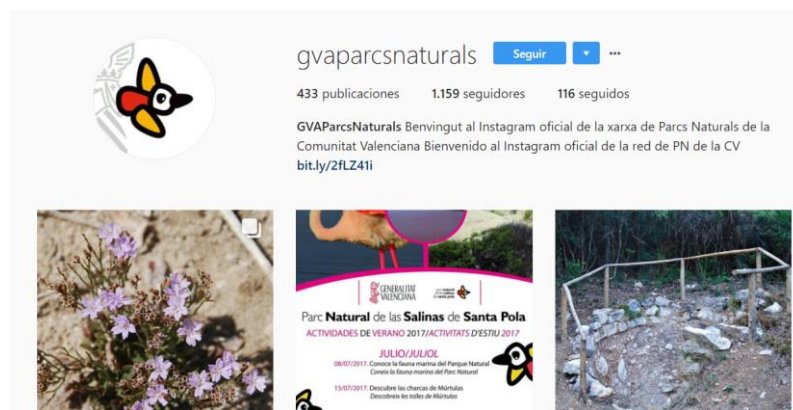 gvaparcsnaturals Seguir
433 publicaciones 1.159 seguidores 116 seguidos
GVAParcsNaturals Benvingut al Instagram oficial de la xarxa de Parcs Naturals de la
Comunitat Valenciana Bienvenido al Instagram oficial de la red de PN de la CV
bit.ly/2fLZ41i
GENERALITAT
VALENCIANA
Parc Natural de las Salinas de Santa Pola
ACTIVIDADES DE VERANO 2017/ACTIVITATS D'ESTIU 2017
JULIO/JULIOL
08/07/2017. Conoce la fauna marina del Parque Natural
Coneix la fauna marina del Parc Natural
15/07/2017. Descubre las charcas de Múrtulas
Descobreix les tolles de Múrtulas